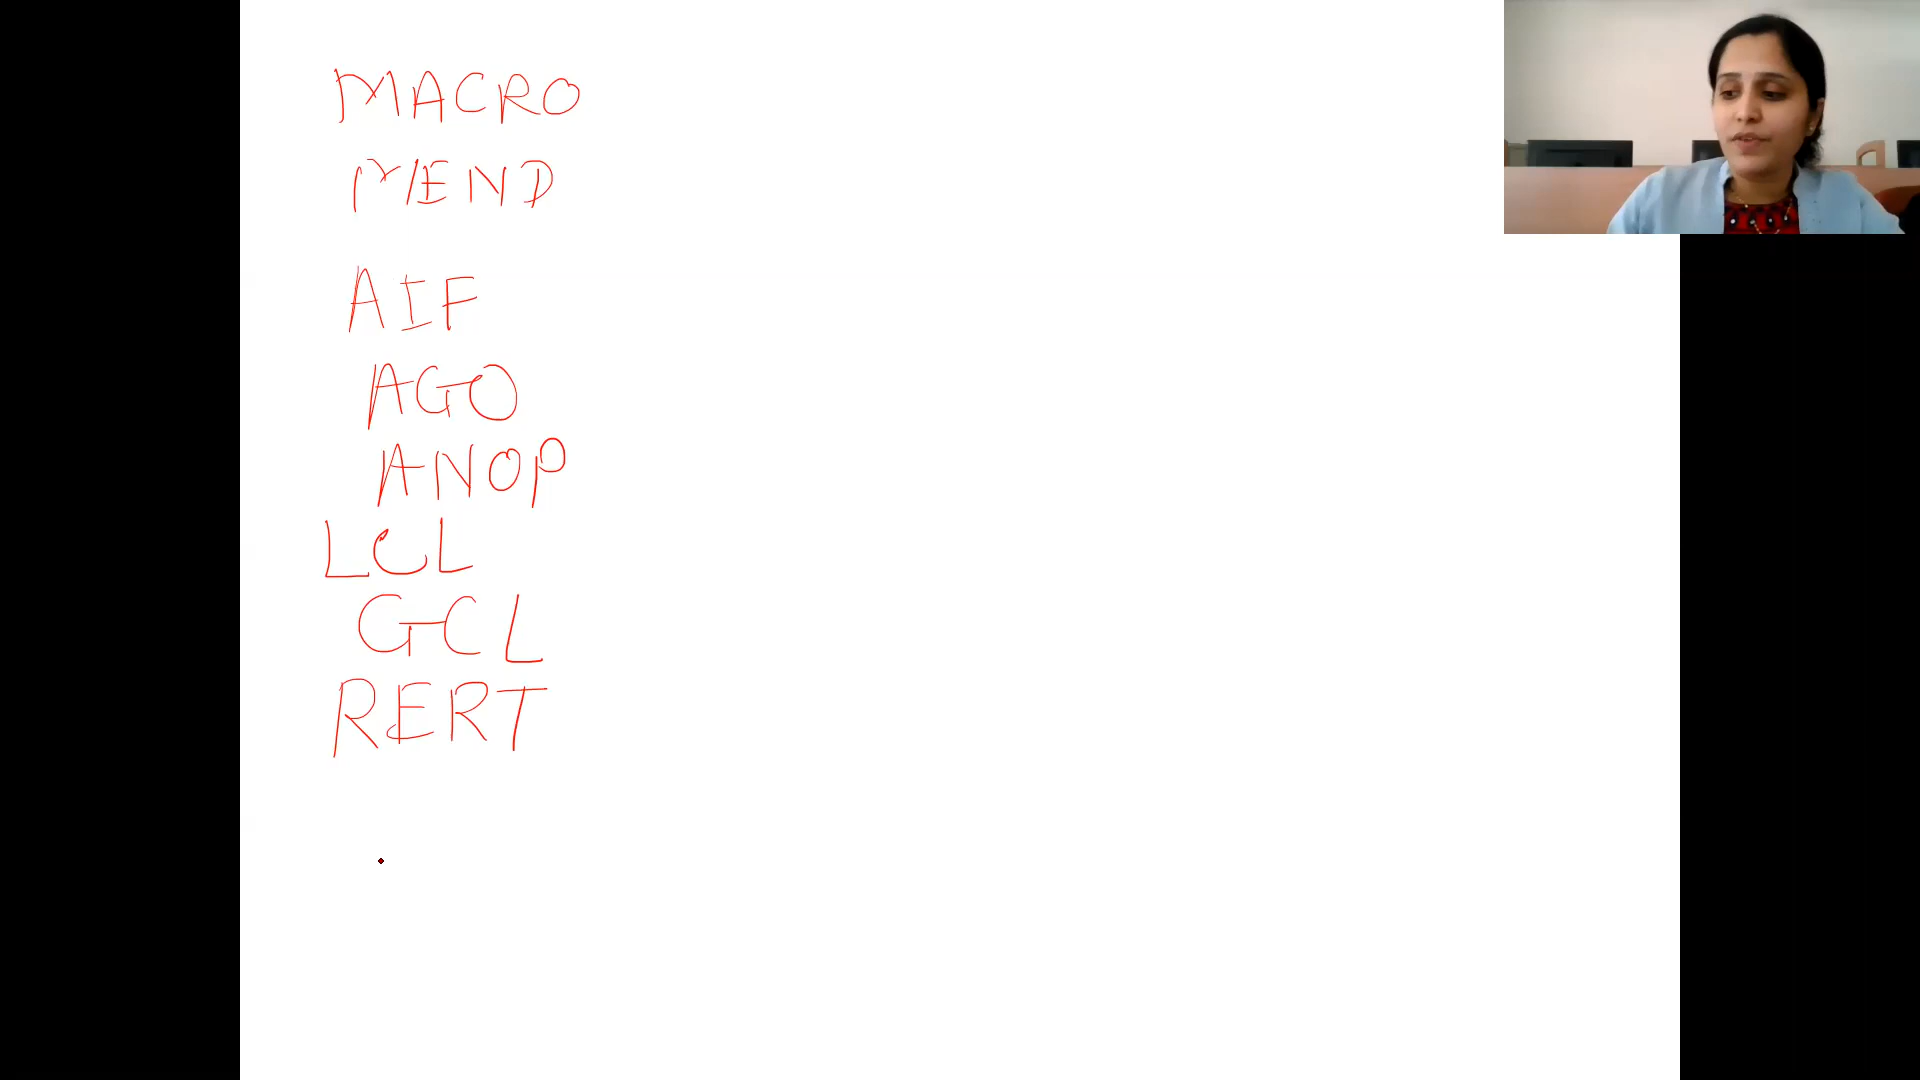 MACRO
MEND
AIF
AGO
ANOP
LCL
GCL
RERT